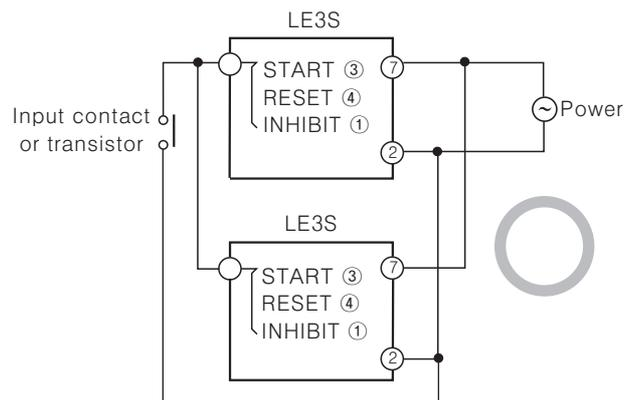 LE3S
START ③
RESET ④
INHIBIT ①
7
2
Input contact
or transistor
~
Power
LE3S
START ③
RESET ④
INHIBIT ①
7
2